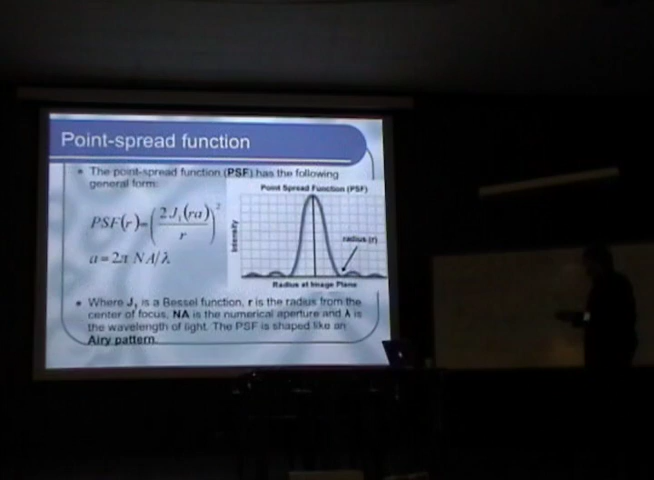 Point-spread function
• The point-spread function (PSF) has the following
general form:
PSF(r)=(2J₁(ra)/r)²
a=2π NA/λ
Point Spread Function (PSF)
Intensity
radius (r)
Radius at Image Plane
• Where J₁ is a Bessel function, r is the radius from the
center of focus, NA is the numerical aperture and λ is
the wavelength of light. The PSF is shaped like an
Airy pattern.